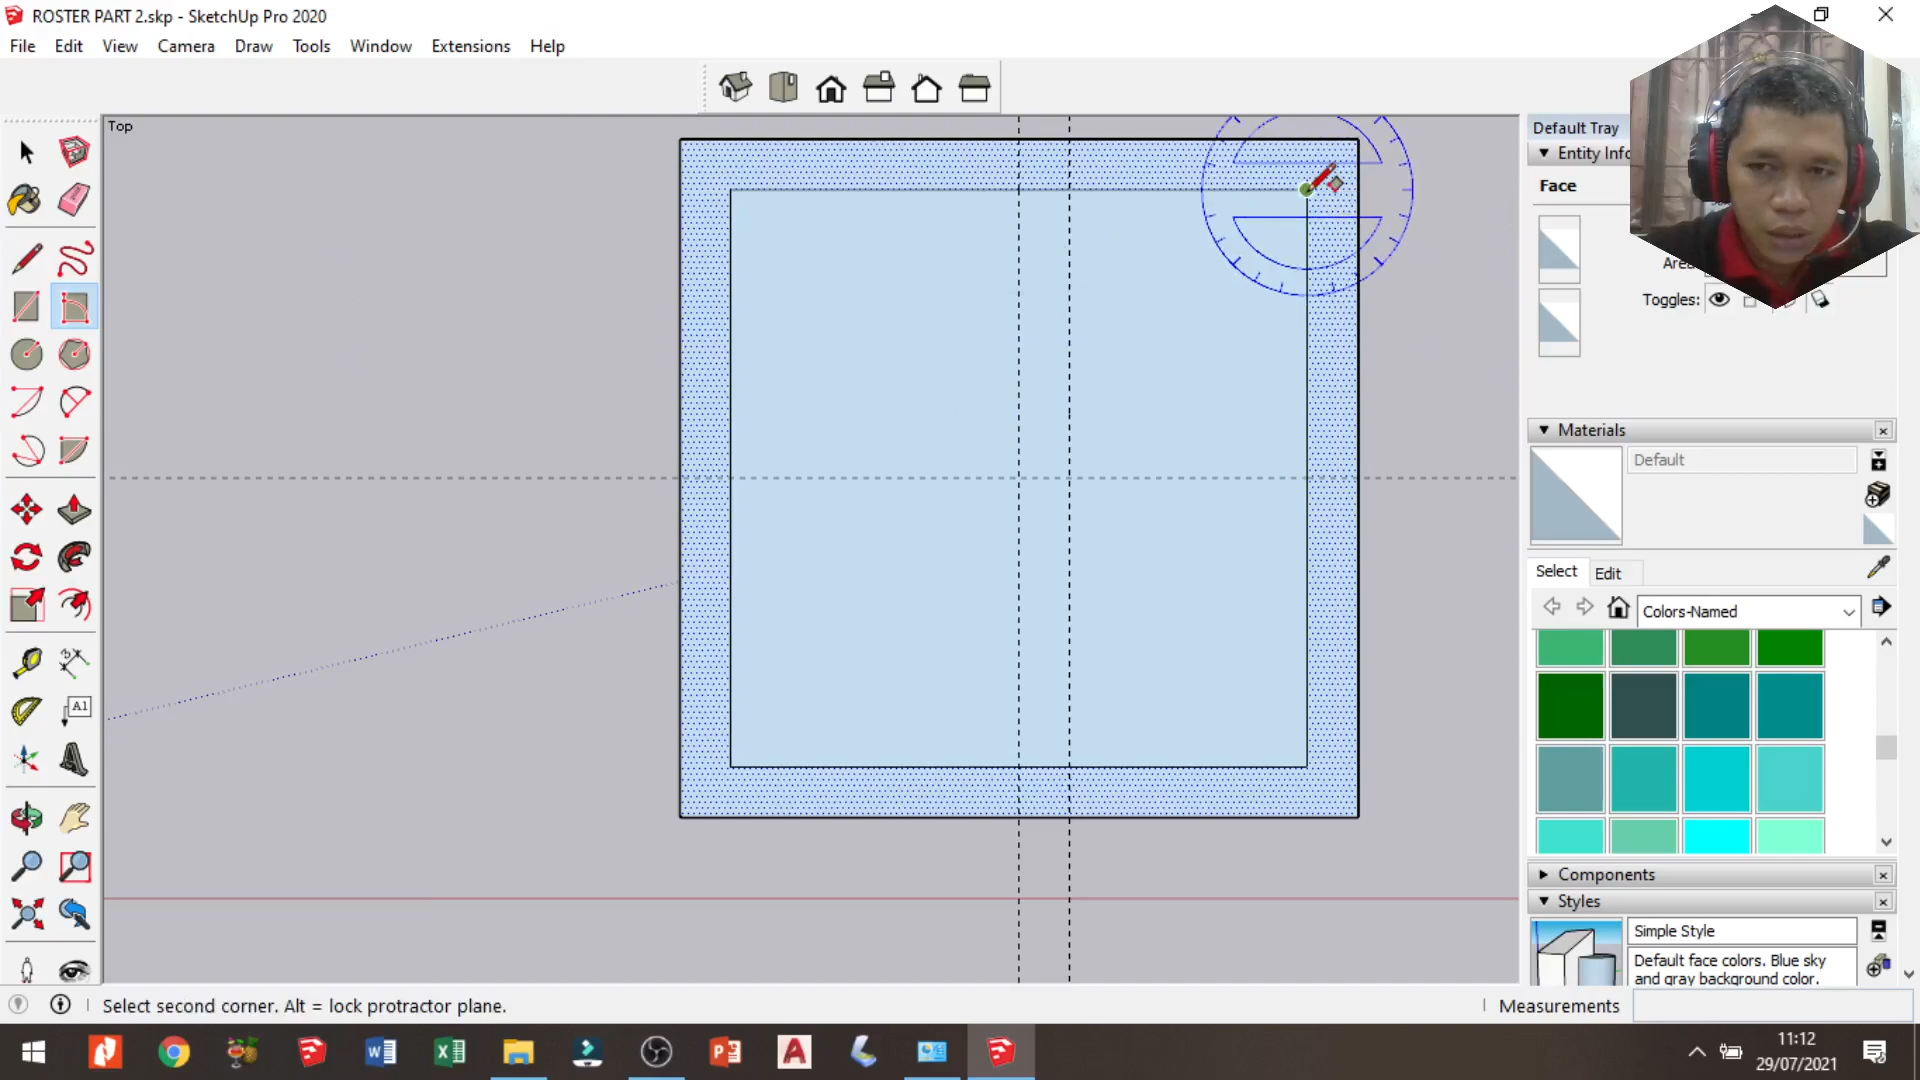 ROSTER PART 2.skp - SketchUp Pro 2020
File Edit View Camera Draw Tools Window Extensions Help
Top
Default Tray
Entity Info
Face
Area
Toggles:
Materials
Default
Select Edit
Colors-Named
Components
Styles
Simple Style
Default face colors. Blue sky
and gray background color.
A1
Select second corner. Alt = lock protractor plane.
Measurements
11:12
29/07/2021